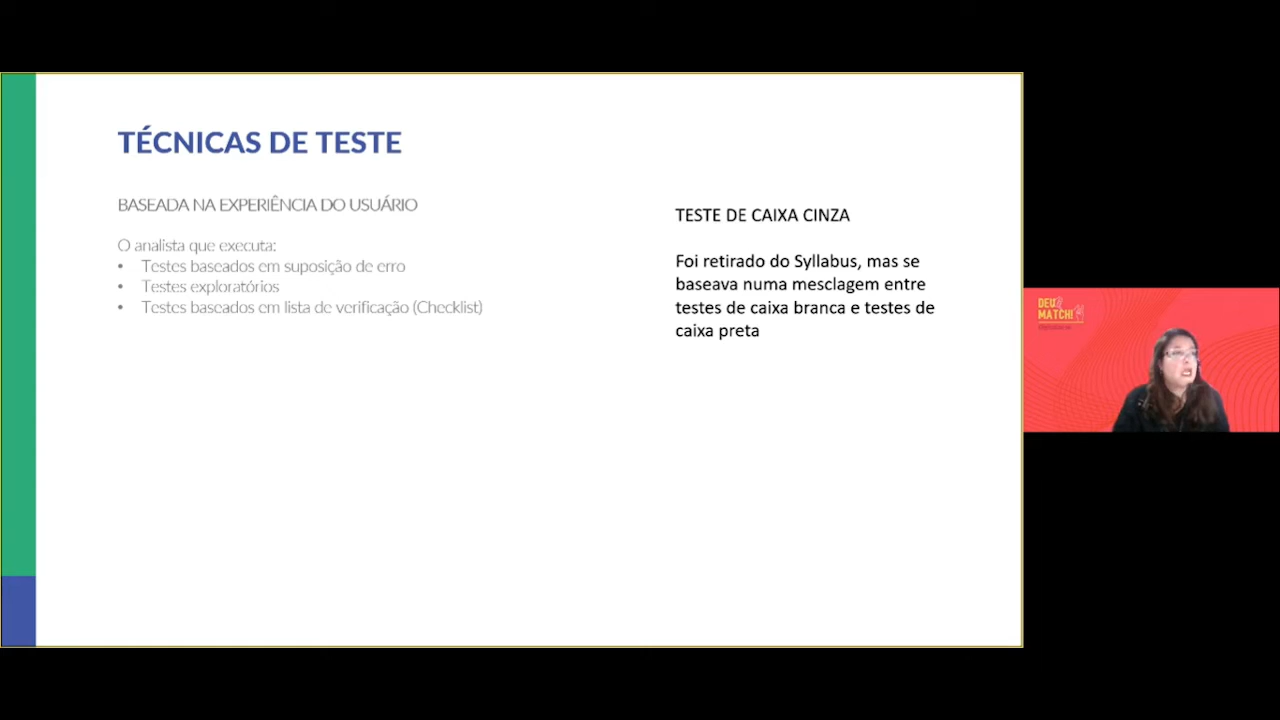 TÉCNICAS DE TESTE
BASEADA NA EXPERIÊNCIA DO USUÁRIO
O analista que executa:
• Testes baseados em suposição de erro
• Testes exploratórios
• Testes baseados em lista de verificação (Checklist)
TESTE DE CAIXA CINZA
Foi retirado do Syllabus, mas se
baseava numa mesclagem entre
testes de caixa branca e testes de
caixa preta
DEU
MATCH!